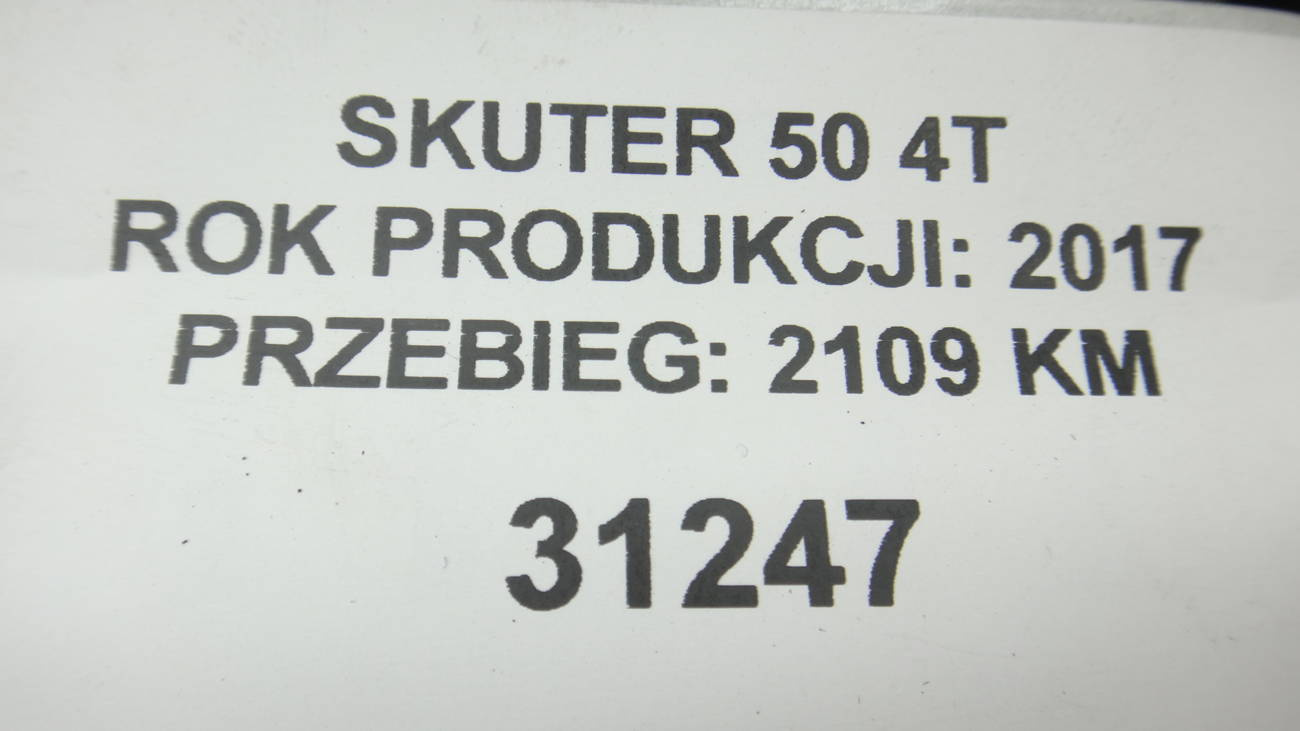 SKUTER 50 4T
ROK PRODUKCJI: 2017
PRZEBIEG: 2109 KM
31247